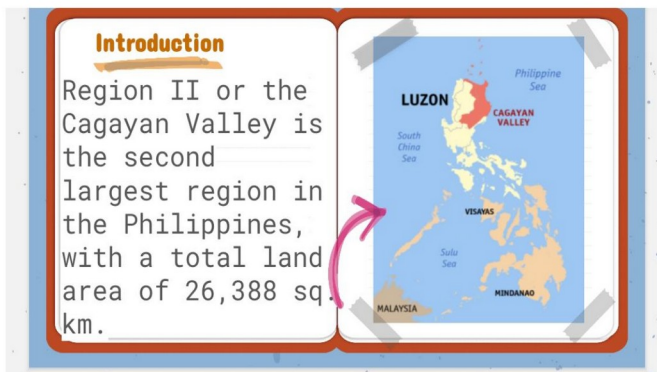 Introduction
Region II or the
Cagayan Valley is
the second
largest region in
the Philippines,
with a total land
area of 26,388 sq.
km.
Philippine
Sea
LUZON
CAGAYAN
VALLEY
South
China
Sea
VISAYAS
Sulu
Sea
MINDANAO
MALAYSIA